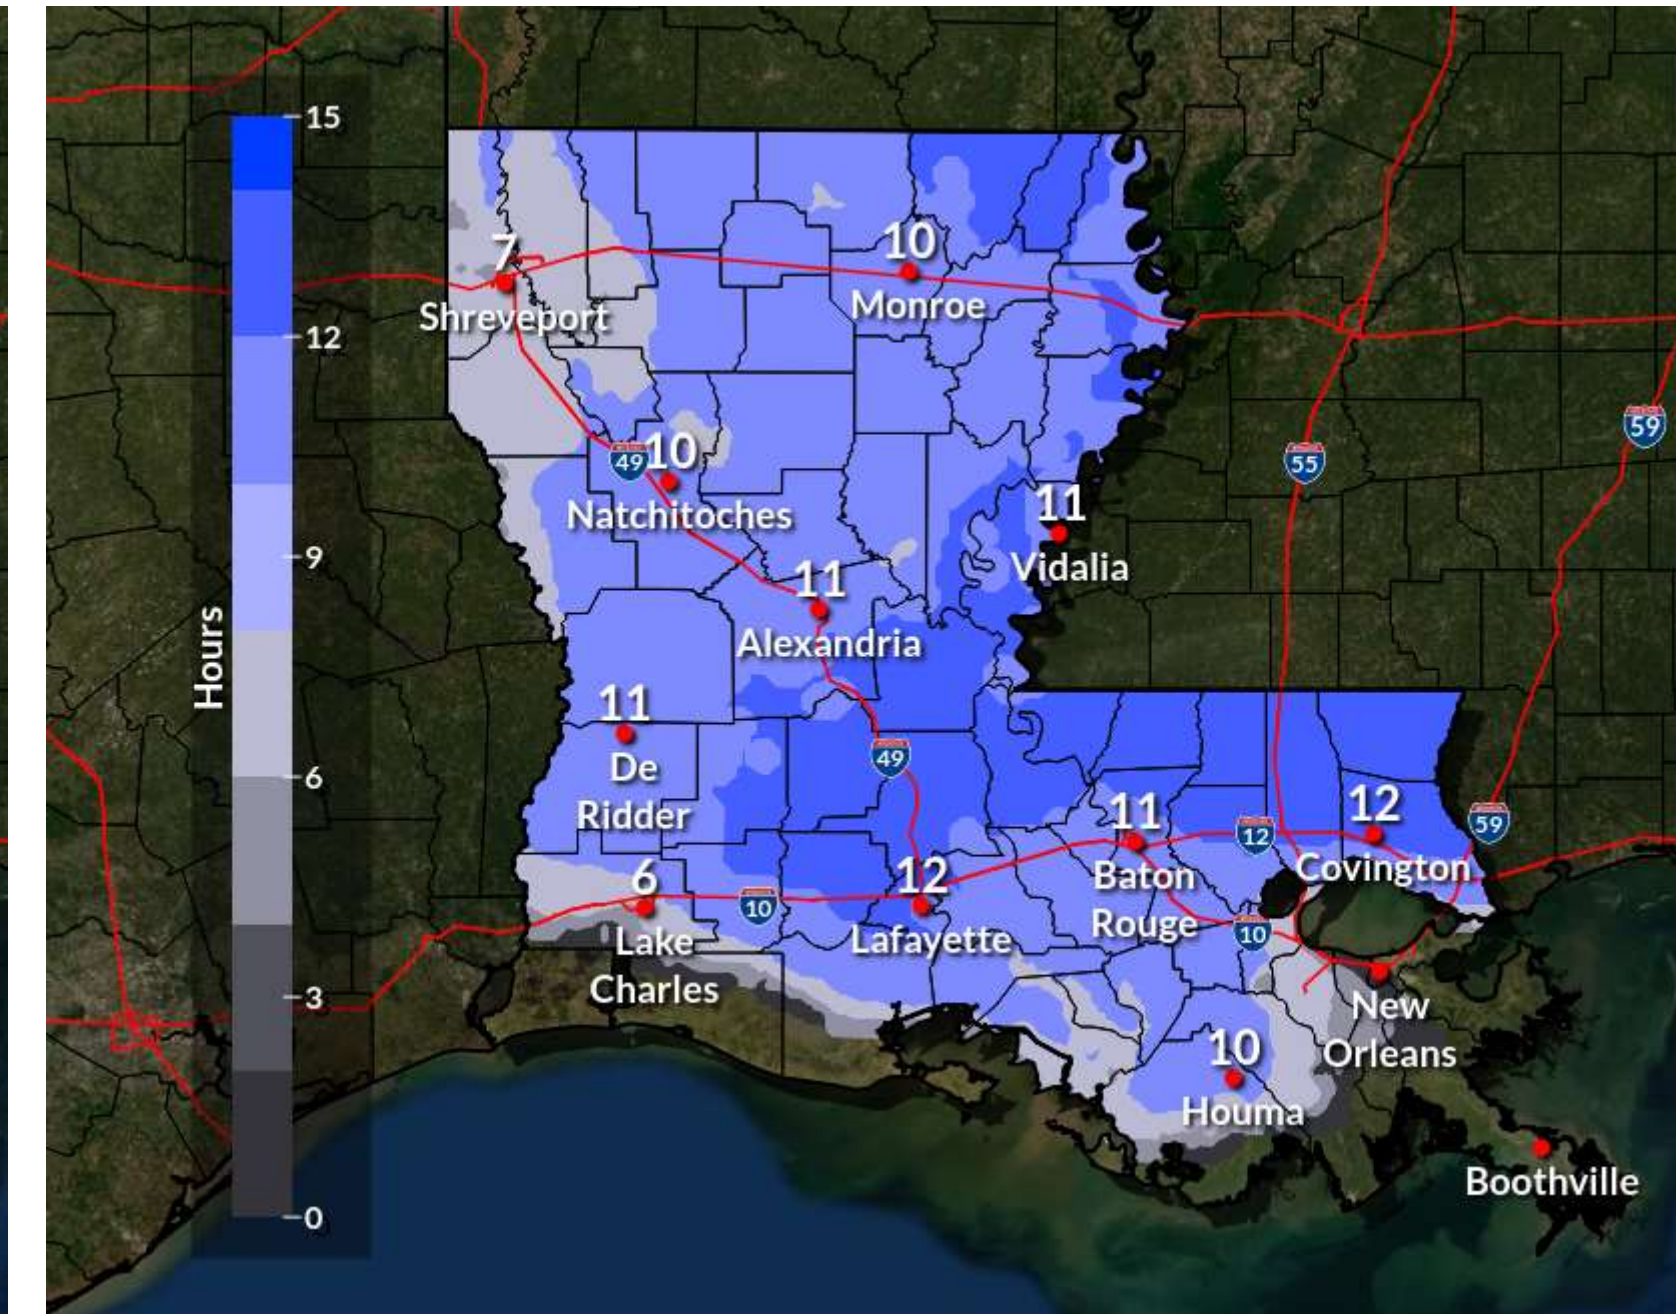 15
12
9
6
3
0
Hours
7
Shreveport
10
Monroe
59
55
49
10
Natchitoches
11
Vidalia
11
Alexandria
11
De
Ridder
49
11
Baton
Rouge
12
12
Covington
59
6
Lake
Charles
10
12
Lafayette
10
New
Orleans
10
Houma
Boothville